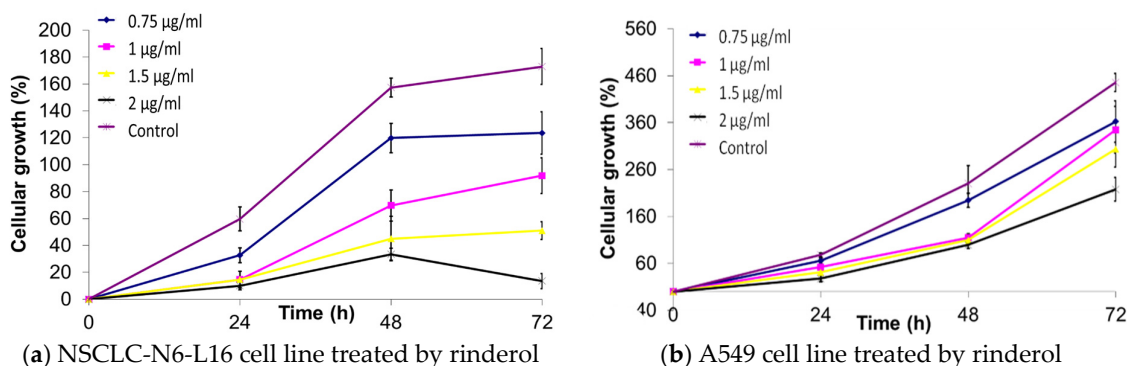 200
180
160
140
120
100
80
60
40
20
0
Cellular growth (%)
0.75 µg/ml
1 µg/ml
1.5 µg/ml
2 µg/ml
Control
0 24 48 72
Time (h)
(a) NSCLC-N6-L16 cell line treated by rinderol
560
460
360
260
160
60
40
Cellular growth (%)
0.75 µg/ml
1 µg/ml
1.5 µg/ml
2 µg/ml
Control
0 24 48 72
Time (h)
(b) A549 cell line treated by rinderol